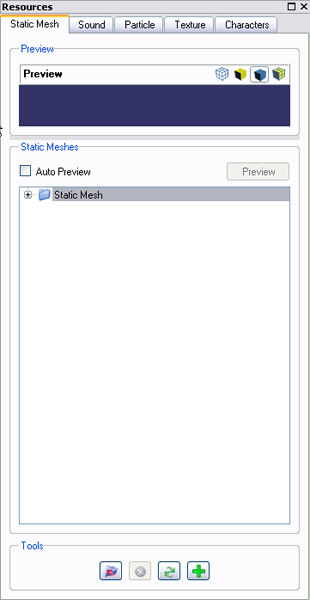 Resources
Static Mesh Sound Particle Texture Characters
Preview
Preview
Static Meshes
Auto Preview Preview
Static Mesh
Tools